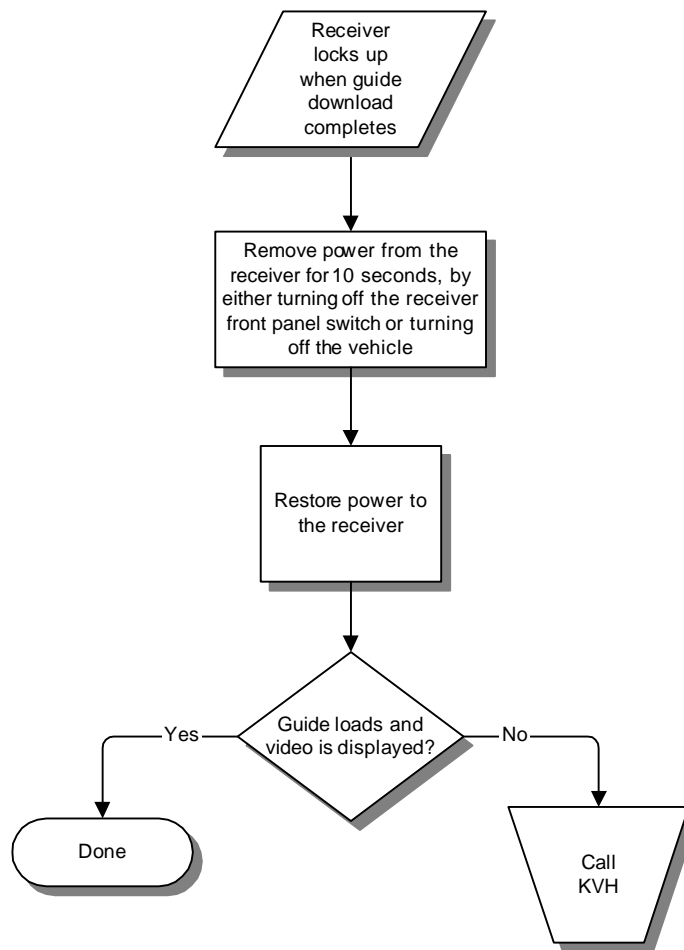 Receiver
locks up
when guide
download
completes
Remove power from the
receiver for 10 seconds, by
either turning off the receiver
front panel switch or turning
off the vehicle
Restore power to
the receiver
Guide loads and
video is displayed?
Yes
No
Done
Call
KVH